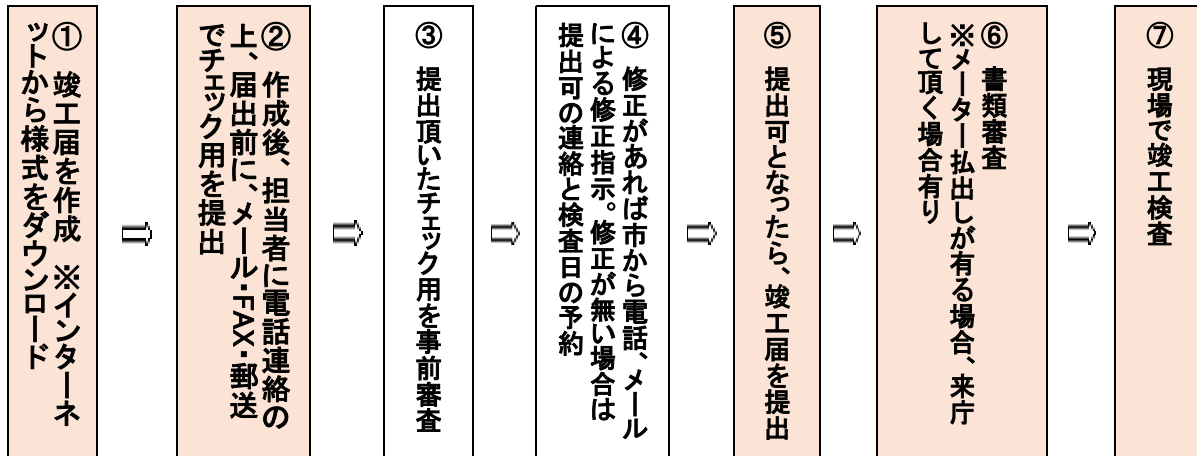 ① 竣工届を作成　※インターネ
ットから様式をダウンロード
⇨
② 作成後、担当者に電話連絡の
上、届出前に、メール・FAX・郵送
でチェック用を提出
⇨
③ 提出頂いたチェック用を事前審査
⇨
④ 修正があれば市から電話、メール
による修正指示。修正が無い場合は
提出可の連絡と検査日の予約
⇨
⑤ 提出可となったら、竣工届を提出
⇨
⑥ 書類審査
※メーター払出しが有る場合、来庁
して頂く場合有り
⇨
⑦ 現場で竣工検査